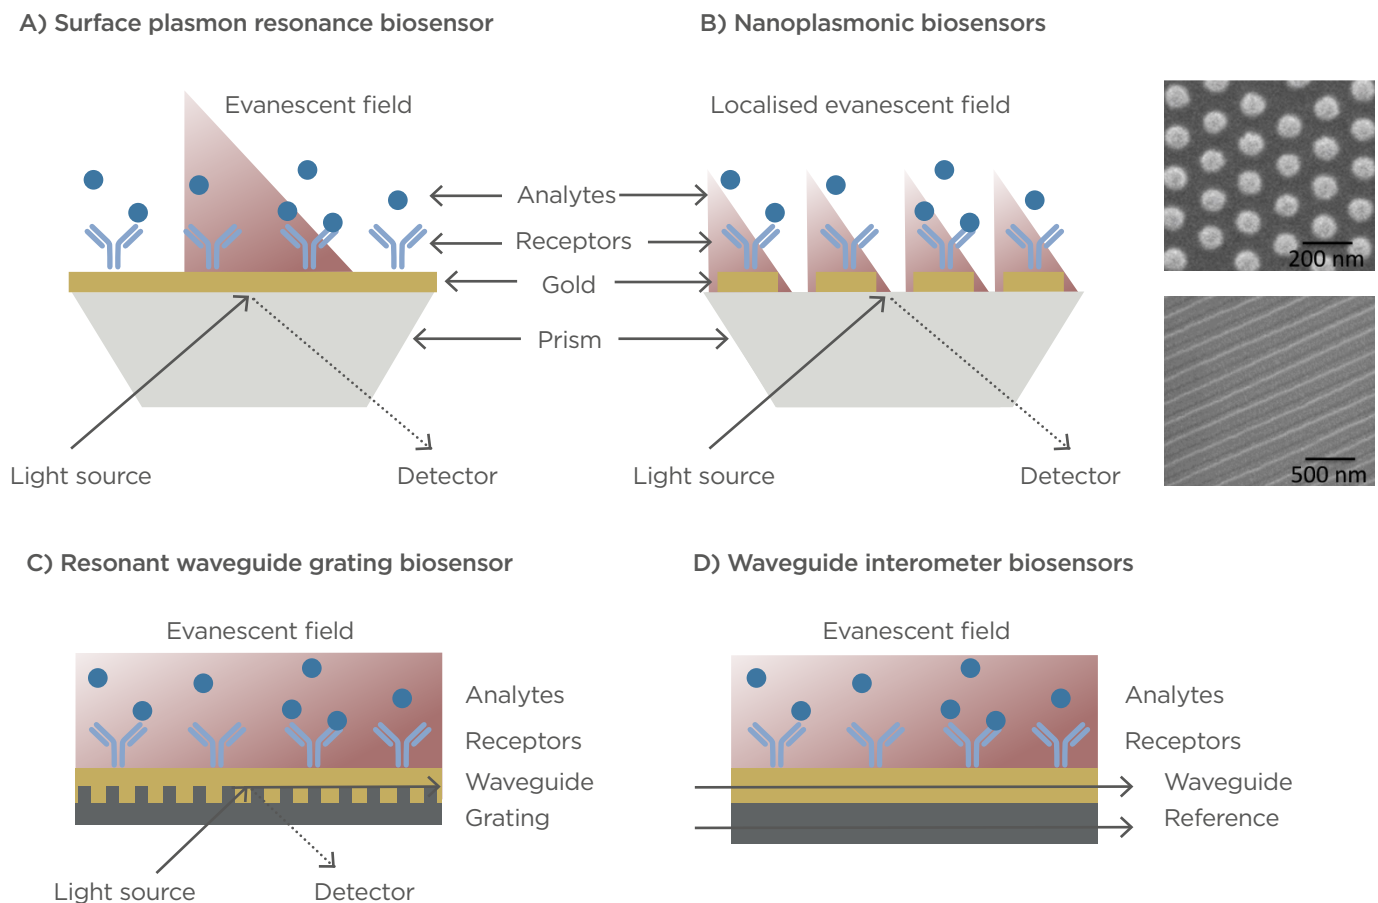 A) Surface plasmon resonance biosensor
Evanescent field
Analytes
Receptors
Gold
Prism
Light source
Detector
B) Nanoplasmonic biosensors
Localised evanescent field
Light source
Detector
200 nm
500 nm
C) Resonant waveguide grating biosensor
Evanescent field
Analytes
Receptors
Waveguide
Grating
Light source
Detector
D) Waveguide interometer biosensors
Evanescent field
Analytes
Receptors
Waveguide
Reference